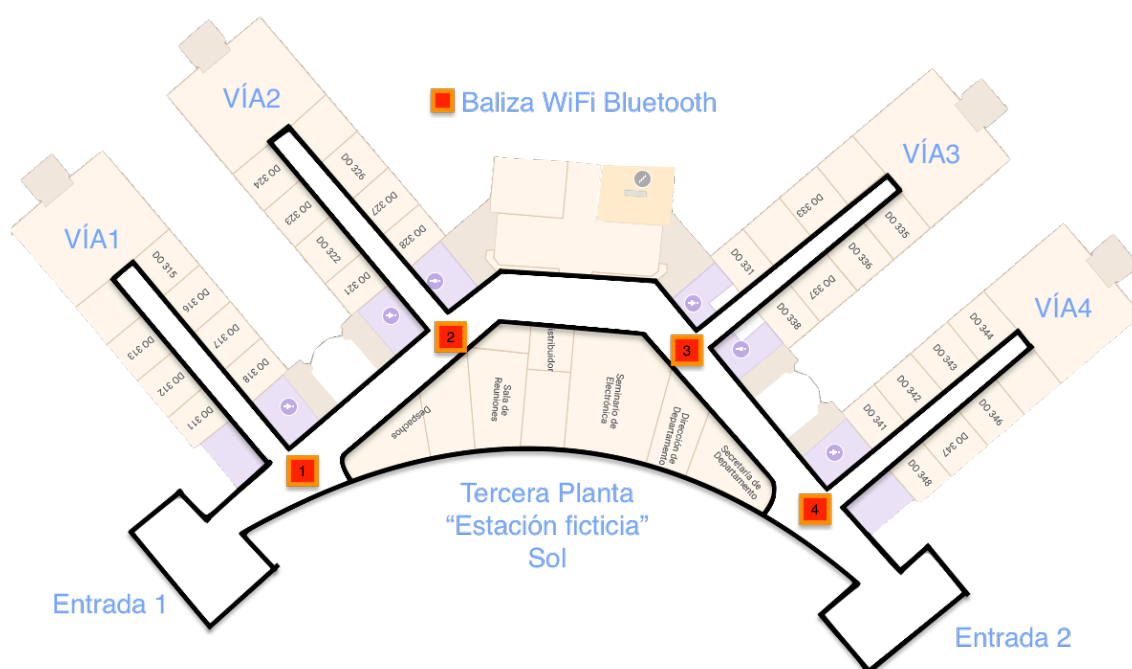 VÍA2
Baliza WiFi Bluetooth
VÍA3
VÍA1
VÍA4
DO 324
DO 323
DO 322
DO 321
DO 326
DO 327
DO 328
DO 315
DO 316
DO 317
DO 318
DO 313
DO 312
DO 311
DO 333
DO 331
DO 335
DO 336
DO 337
DO 338
DO 344
DO 343
DO 342
DO 341
DO 346
DO 347
DO 348
1
2
3
4
Despachos
Sala de
Reuniones
istribuidor
Seminario de
Electrónica
Dirección de
Departamento
Secretaría de
Departamento
Tercera Planta
“Estación ficticia”
Sol
Entrada 1
Entrada 2